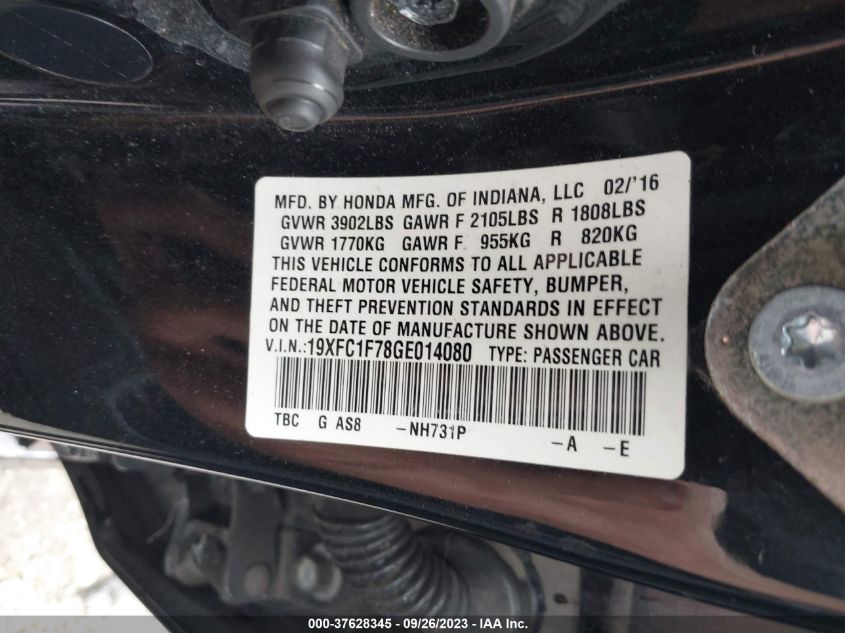 MFD. BY HONDA MFG. OF INDIANA, LLC 02/'16
GVWR 3902LBS GAWR F 2105LBS R 1808LBS
GVWR 1770KG GAWR F 955KG R 820KG
THIS VEHICLE CONFORMS TO ALL APPLICABLE
FEDERAL MOTOR VEHICLE SAFETY, BUMPER,
AND THEFT PREVENTION STANDARDS IN EFFECT
ON THE DATE OF MANUFACTURE SHOWN ABOVE.
V.I.N.:19XFC1F78GE014080 TYPE: PASSENGER CAR
TBC G AS8 -NH731P -A -E
000-37628345 - 09/26/2023 - IAA Inc.